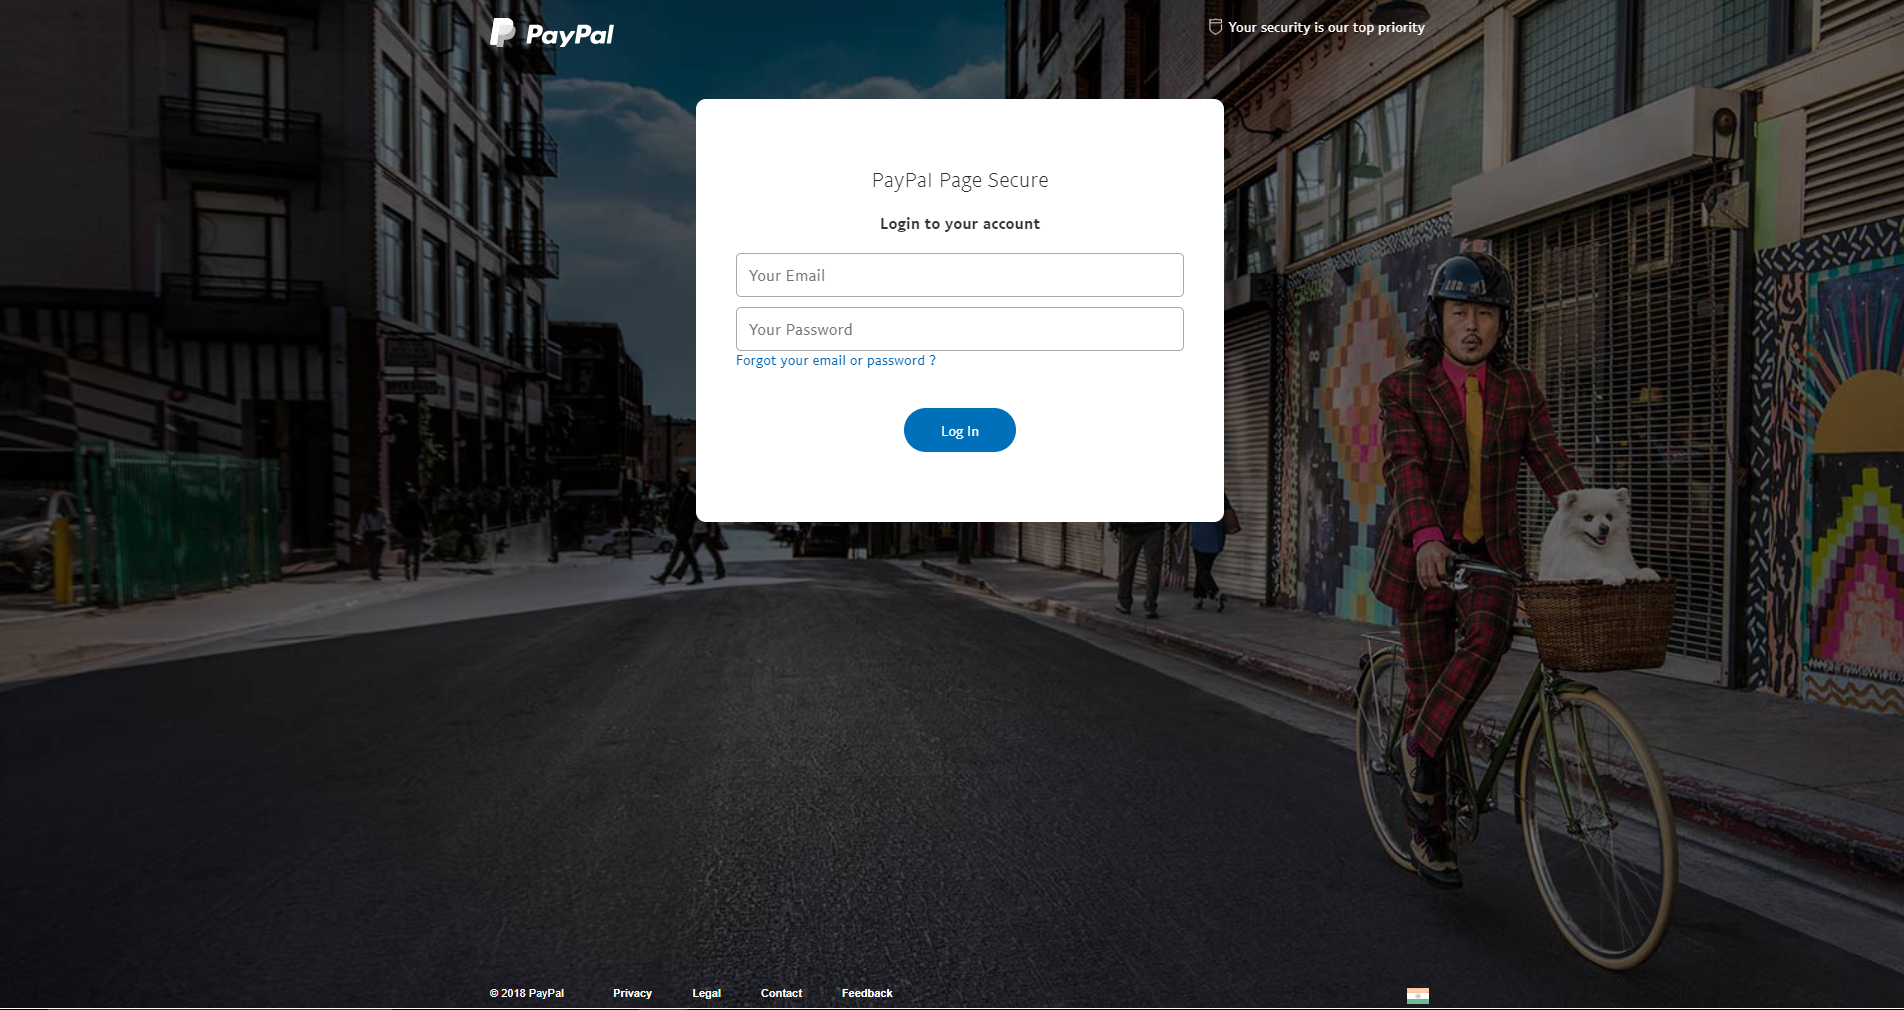 PayPal
Your security is our top priority
PayPal Page Secure
Login to your account
Your Email
Your Password
Forgot your email or password ?
Log In
© 2018 PayPal
Privacy
Legal
Contact
Feedback